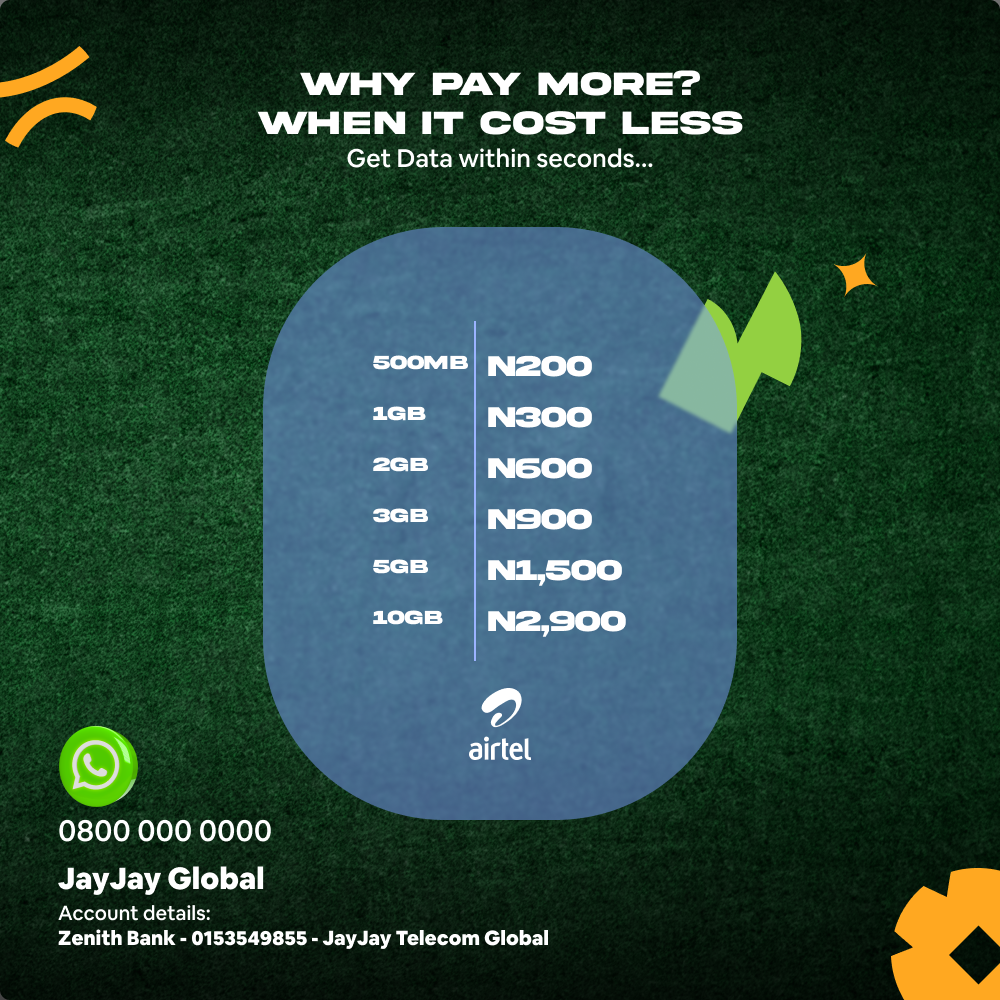 WHY PAY MORE?
WHEN IT COST LESS
Get Data within seconds...
500MB N200
1GB N300
2GB N600
3GB N900
5GB N1,500
10GB N2,900
airtel
0800 000 0000
JayJay Global
Account details:
Zenith Bank - 0153549855 - JayJay Telecom Global